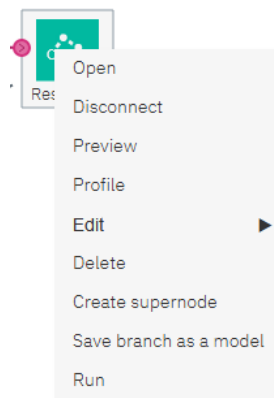 Res
Open
Disconnect
Preview
Profile
Edit
Delete
Create supernode
Save branch as a model
Run